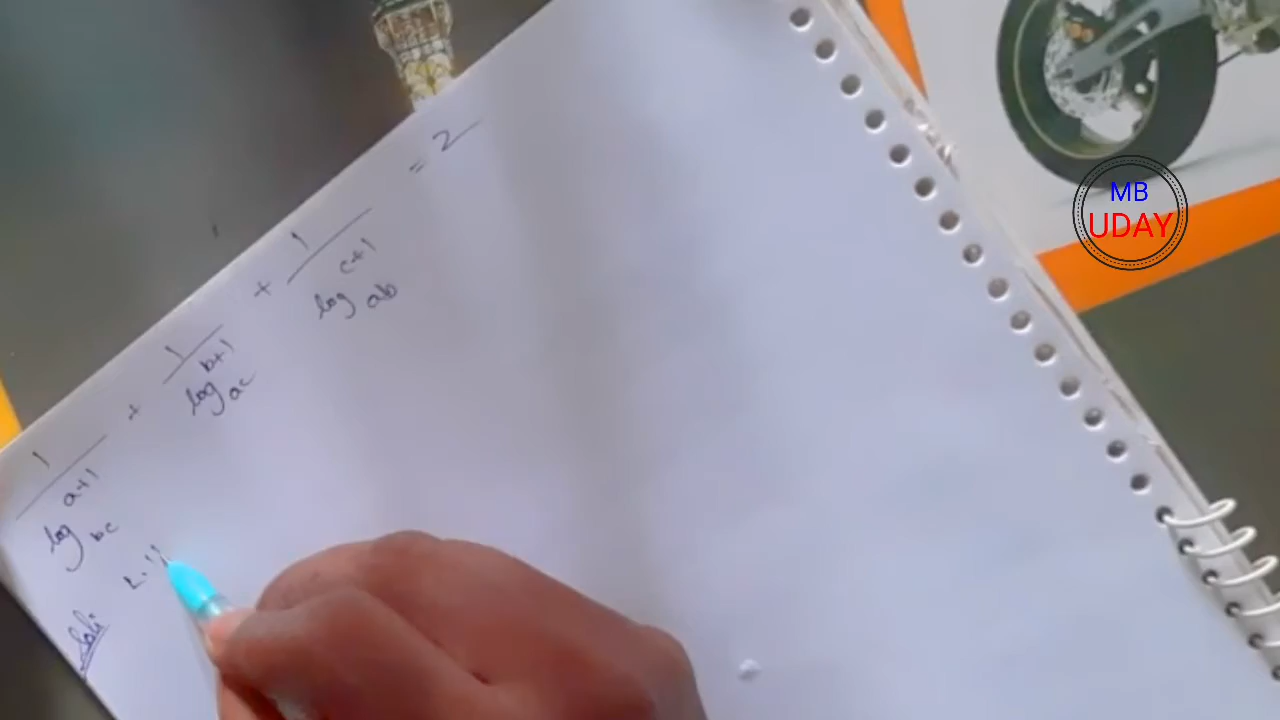 1/log_bc^a+1 + 1/log_ac^b+1 + 1/log_ab^c+1 = 2
Sol:
L.H
MB
UDAY